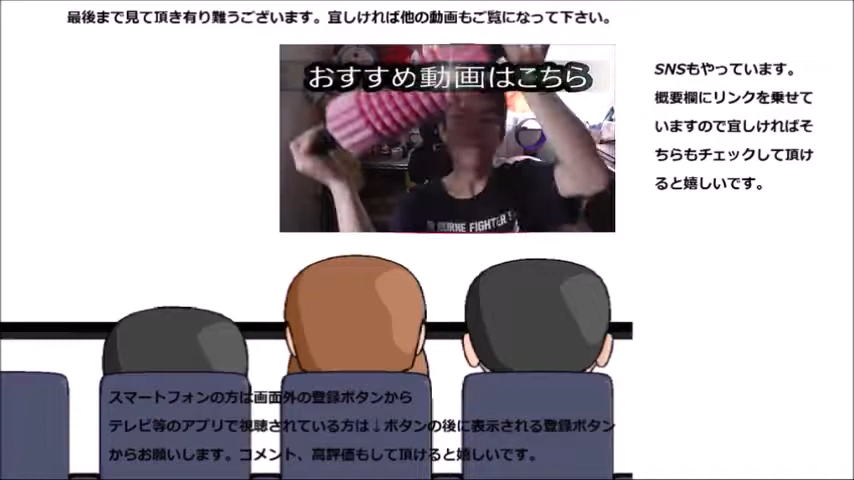 最後まで見て頂き有り難うございます。宜しければ他の動画もご覧になって下さい。
おすすめ動画はこちら
SNSもやっています。
概要欄にリンクを乗せて
いますので宜しければそ
ちらもチェックして頂け
ると嬉しいです。
FIGHTER
スマートフォンの方は画面外の登録ボタンから
テレビ等のアプリで視聴されている方は↓ボタンの後に表示される登録ボタン
からお願いします。コメント、高評価もして頂けると嬉しいです。